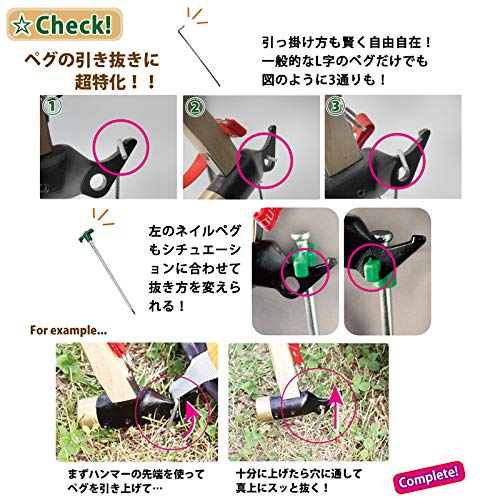 ☆ Check!
ペグの引き抜きに
超特化！！
引っ掛け方も賢く自由自在！
一般的なL字のペグだけでも
図のように3通りも！
①
②
③
左のネイルペグ
もシチュエーシ
ョンに合わせて
抜き方を変えら
れる！
For example...
まずハンマーの先端を使って
ペグを引き上げて…
十分に上げたら穴に通して
真上にスッと抜く！
Complete!